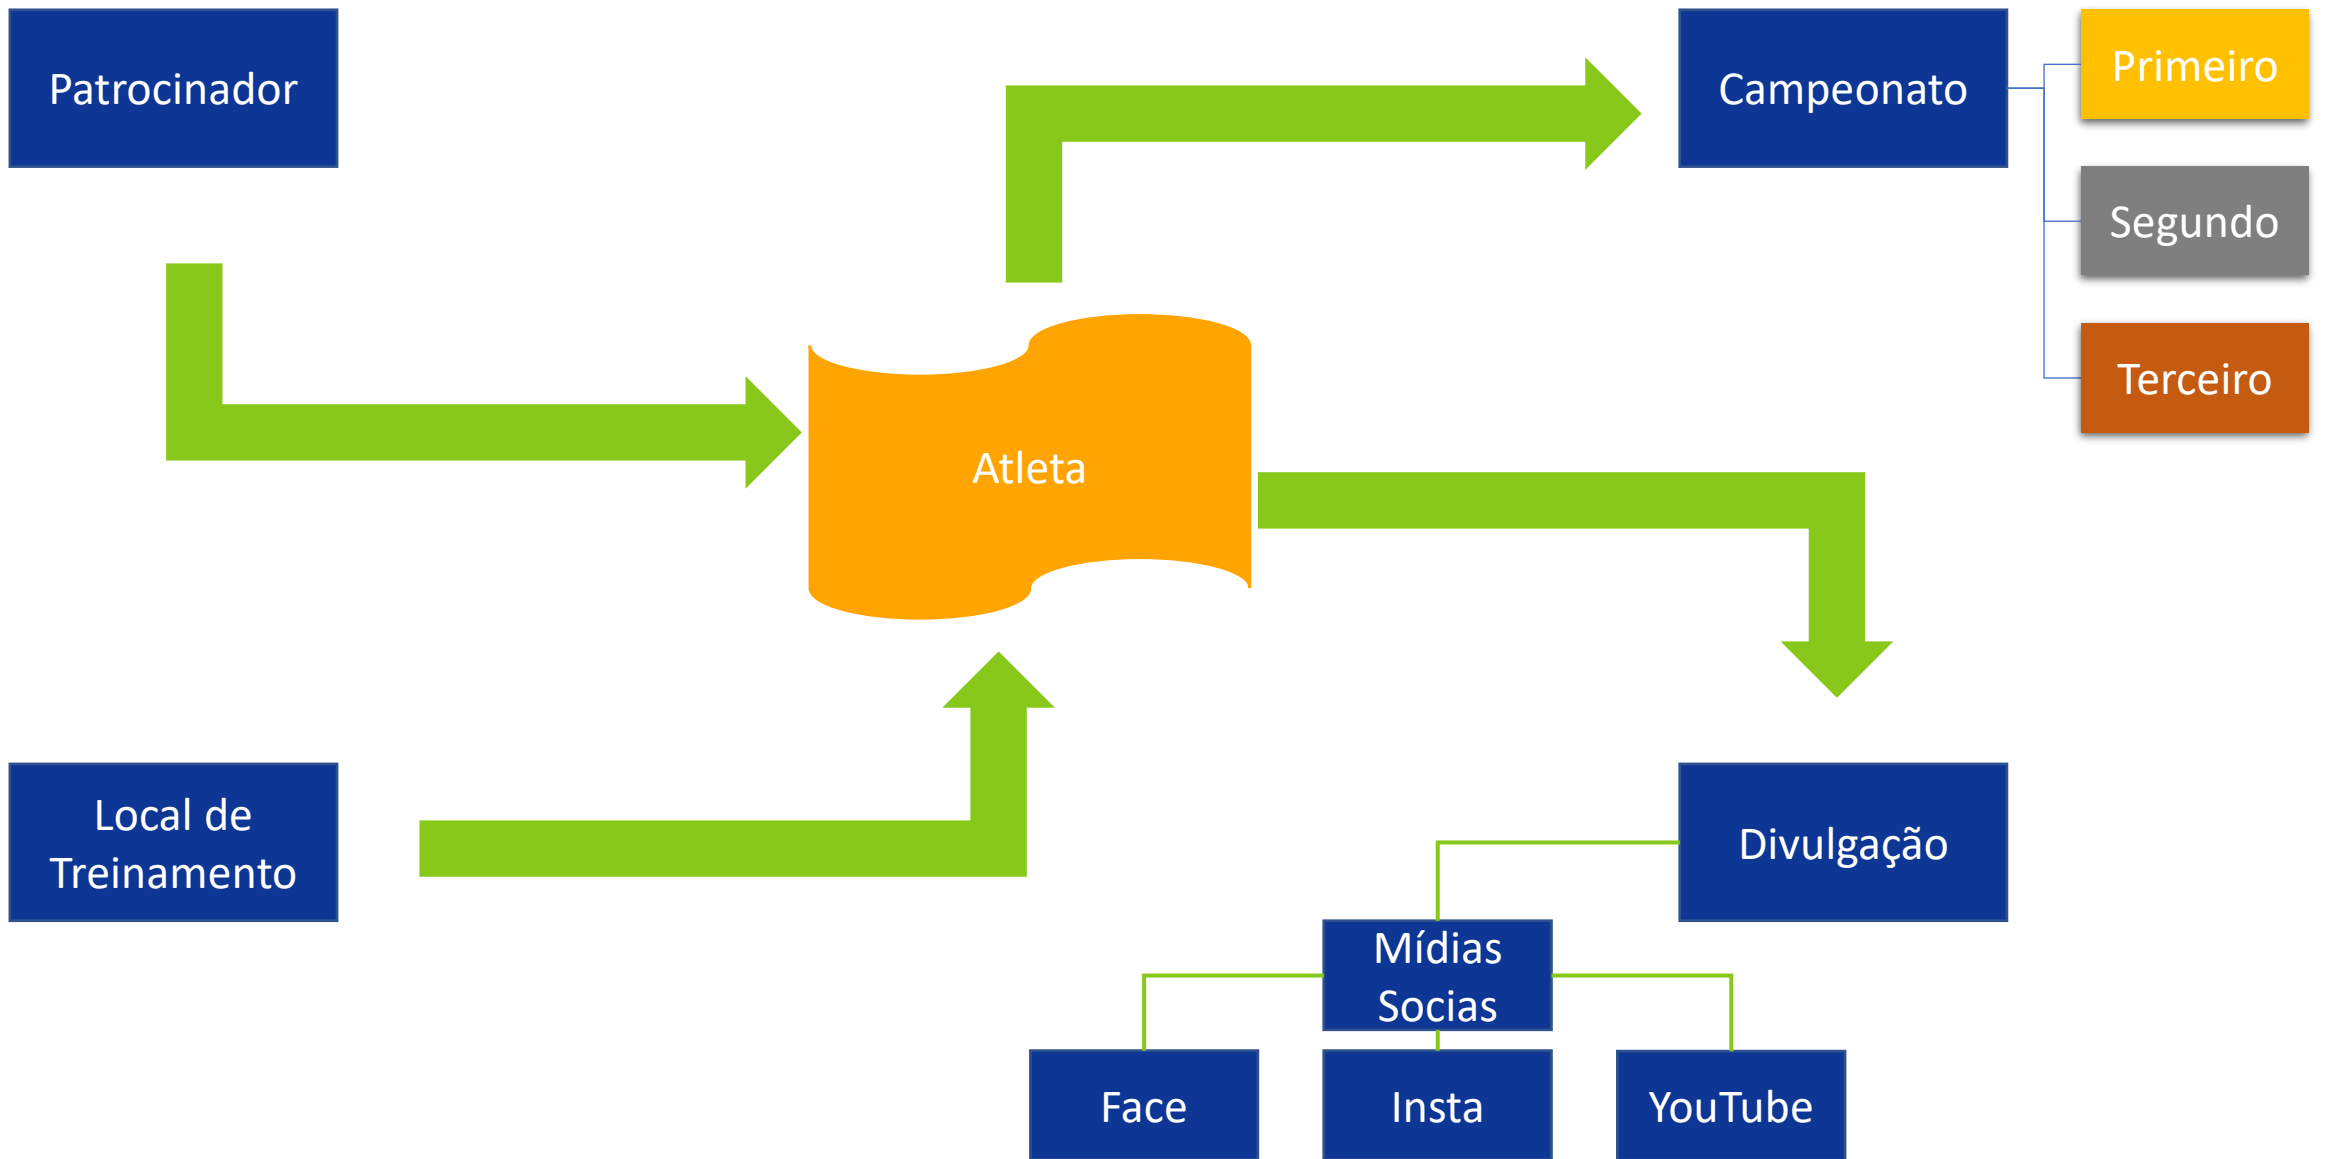 Patrocinador
Campeonato
Primeiro
Segundo
Terceiro
Atleta
Local de
Treinamento
Divulgação
Mídias
Socias
Face
Insta
YouTube